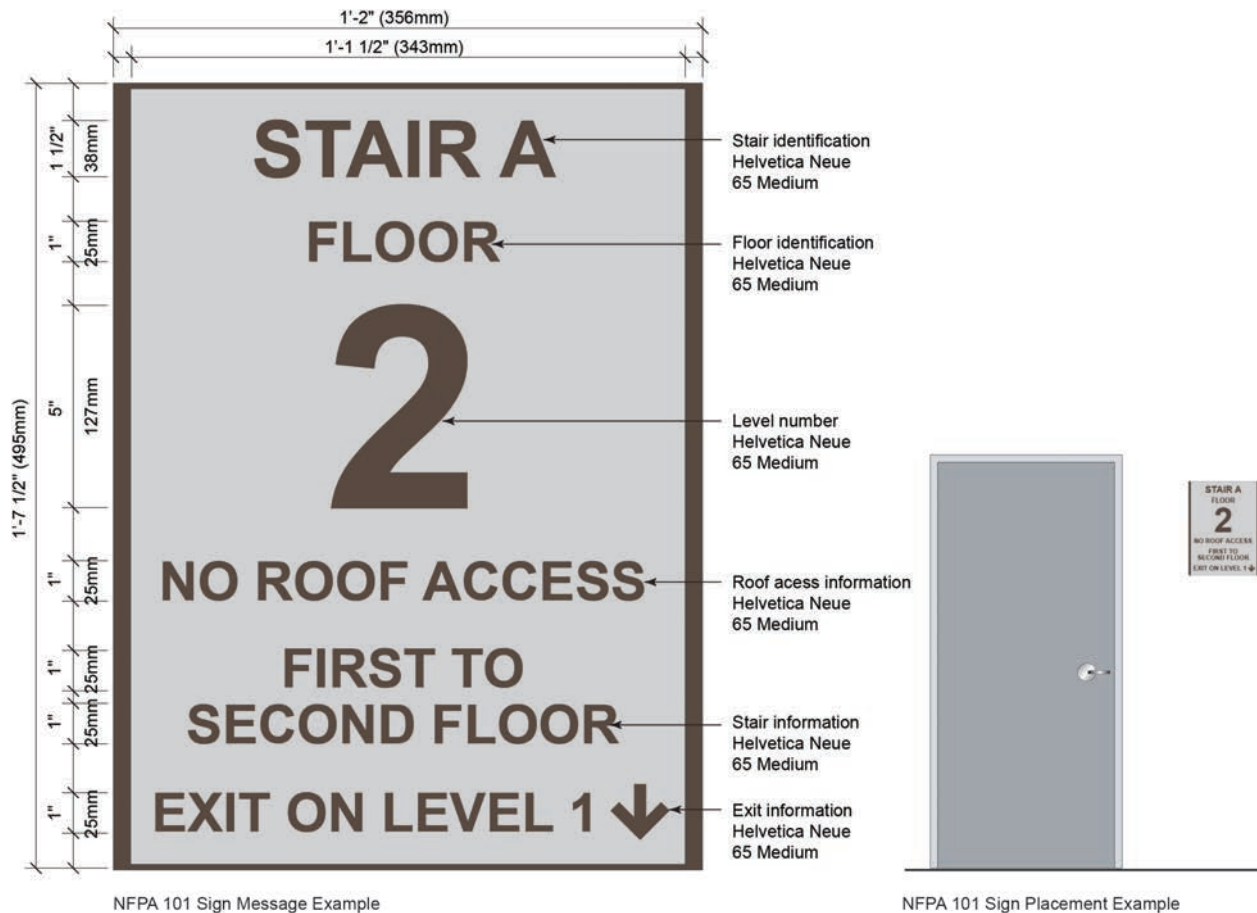 1'-2" (356mm)
1'-1 1/2" (343mm)
1'-7 1/2" (495mm)
1 1/2"
38mm
1"
25mm
5"
127mm
1"
25mm
1"
25mm
1"
25mm
1"
25mm
STAIR A
FLOOR
2
NO ROOF ACCESS
FIRST TO
SECOND FLOOR
EXIT ON LEVEL 1
Stair identification
Helvetica Neue
65 Medium
Floor identification
Helvetica Neue
65 Medium
Level number
Helvetica Neue
65 Medium
Roof acess information
Helvetica Neue
65 Medium
Stair information
Helvetica Neue
65 Medium
Exit information
Helvetica Neue
65 Medium
STAIR A
FLOOR
2
NO ROOF ACCESS
FIRST TO
SECOND FLOOR
EXIT ON LEVEL 1
NFPA 101 Sign Message Example
NFPA 101 Sign Placement Example